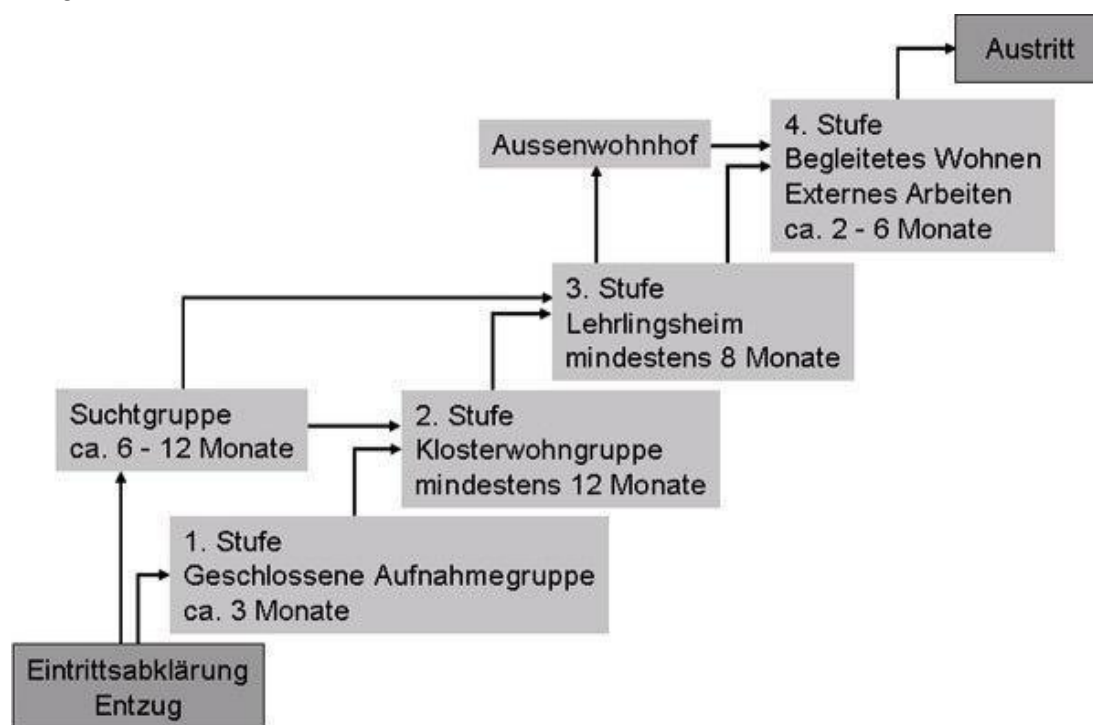 Austritt
4. Stufe
Begleitetes Wohnen
Externes Arbeiten
ca. 2 - 6 Monate
Aussenwohnhof
3. Stufe
Lehrlingsheim
mindestens 8 Monate
Suchtgruppe
ca. 6 - 12 Monate
2. Stufe
Klosterwohngruppe
mindestens 12 Monate
1. Stufe
Geschlossene Aufnahmegruppe
ca. 3 Monate
Eintrittsabklärung
Entzug